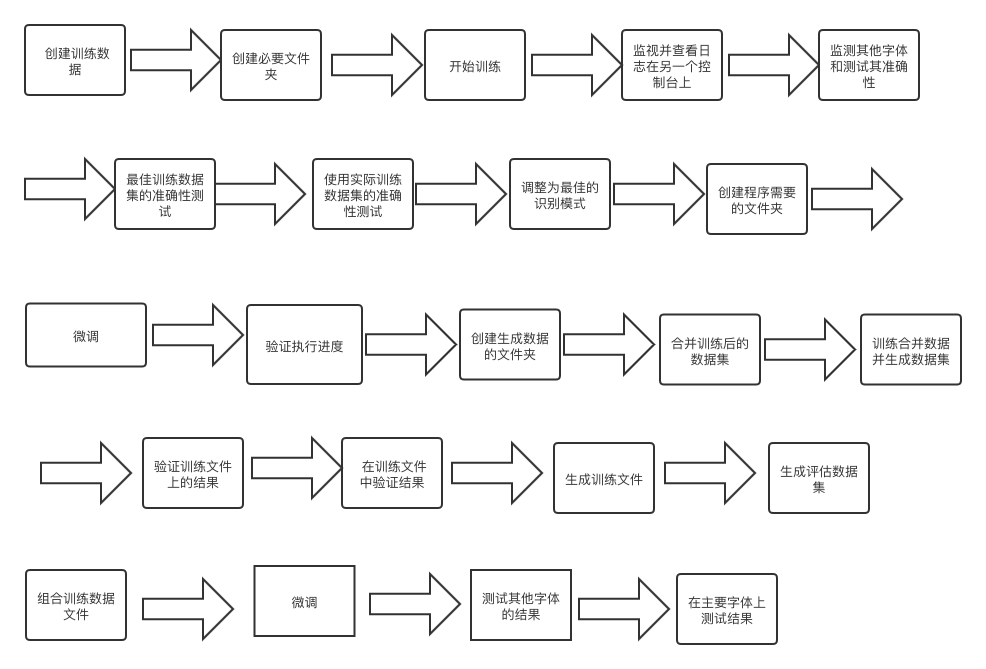 创建训练数
据
创建必要文件
夹
开始训练
监视并查看日
志在另一个控
制台上
监测其他字体
和测试其准确
性
最佳训练数据
集的准确性测
试
使用实际训练
数据集的准确
性测试
调整为最佳的
识别模式
创建程序需要
的文件夹
微调
验证执行进度
创建生成数据
的文件夹
合并训练后的
数据集
训练合并数据
并生成数据集
验证训练文件
上的结果
在训练文件
中验证结果
生成训练文件
生成评估数据
集
组合训练数据
文件
微调
测试其他字体
的结果
在主要字体上
测试结果